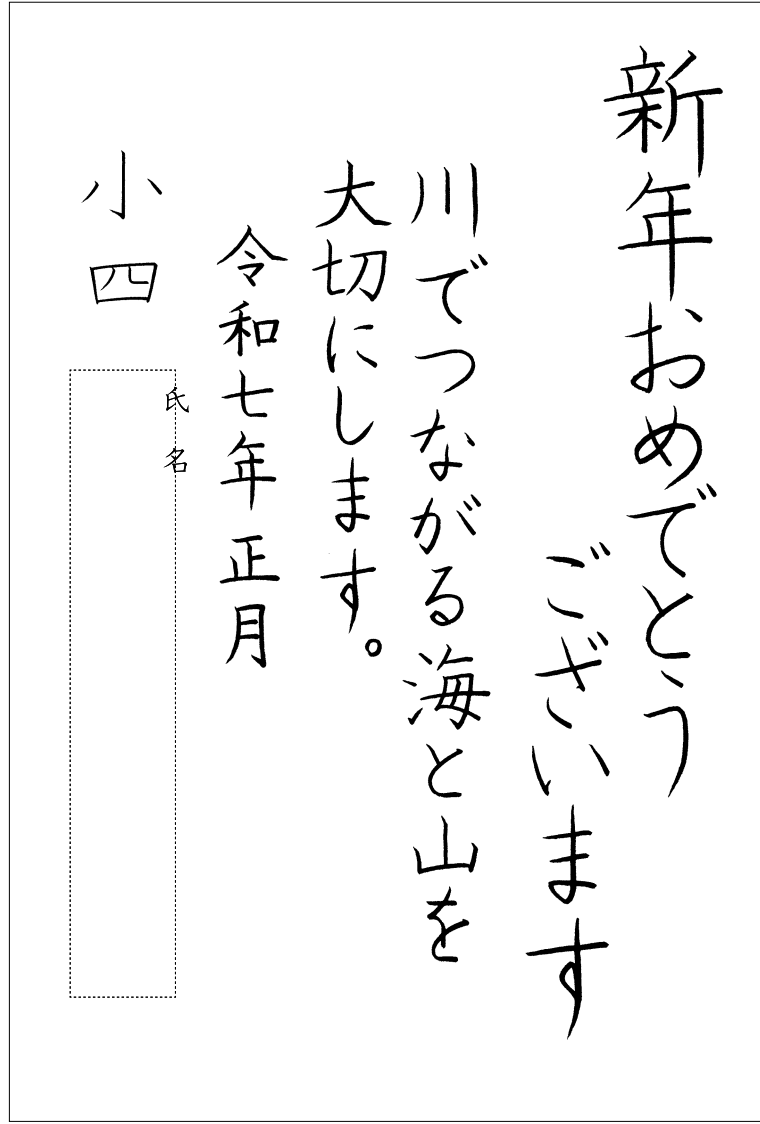 新年おめでとう
ございます
川でつながる海と山を
大切にします。
令和七年 正月
小四
氏名